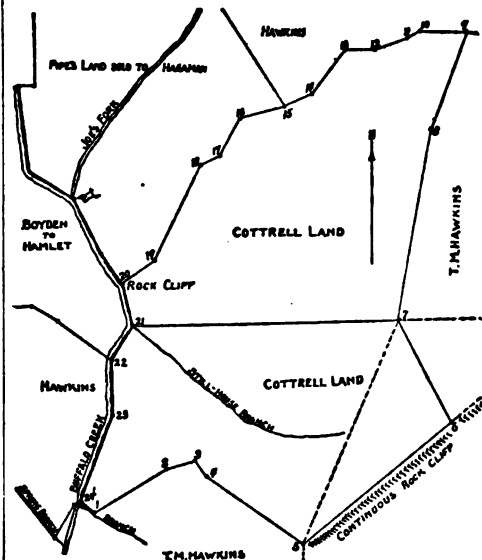 HAWKINS
POPE'S LAND SOLD TO HARAMON
JOE'S FORK
10
9
11
12
13
14
15
16
17
18
8
N
T.M. HAWKINS
BOYDEN
TO
HAMLET
COTTRELL LAND
19
20
ROCK CLIFF
21
7
22
STILL-HOUSE BRANCH
HAWKINS
COTTRELL LAND
23
BUFFALO CREEK
6
CONTINUOUS ROCK CLIFF
2
3
4
24
1
BRANCH
5
T.M. HAWKINS